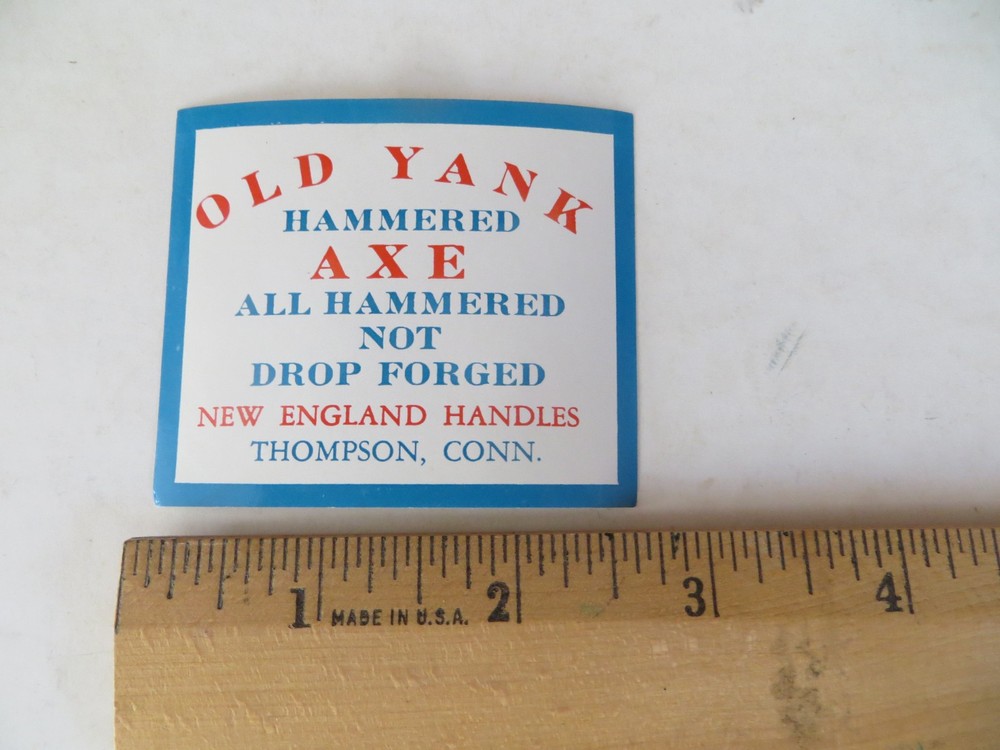 OLD YANK
HAMMERED
AXE
ALL HAMMERED
NOT
DROP FORGED
NEW ENGLAND HANDLES
THOMPSON, CONN.
1 MADE IN U.S.A. 2 3 4